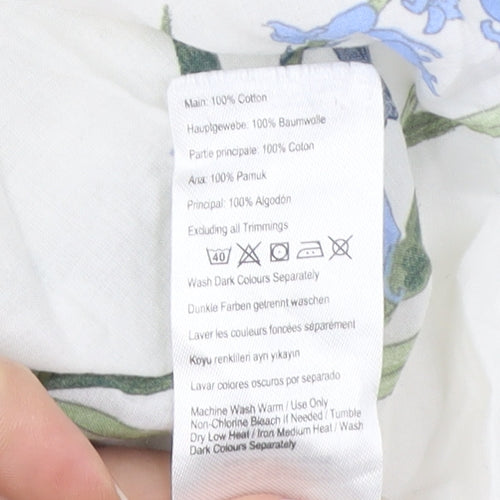 Main: 100% Cotton
Hauptgewebe: 100% Baumwolle
Partie principale: 100% Coton
Ana: 100% Pamuk
Principal: 100% Algodón
Excluding all Trimmings
40
Wash Dark Colours Separately
Dunkle Farben getrennt waschen
Laver les couleurs foncées séparément
Koyu renklileri ayrı yıkayın
Lavar colores oscuros por separado
Machine Wash Warm / Use Only
Non-Chlorine Bleach if Needed / Tumble
Dry Low Heat / Iron Medium Heat / Wash
Dark Colours Separately